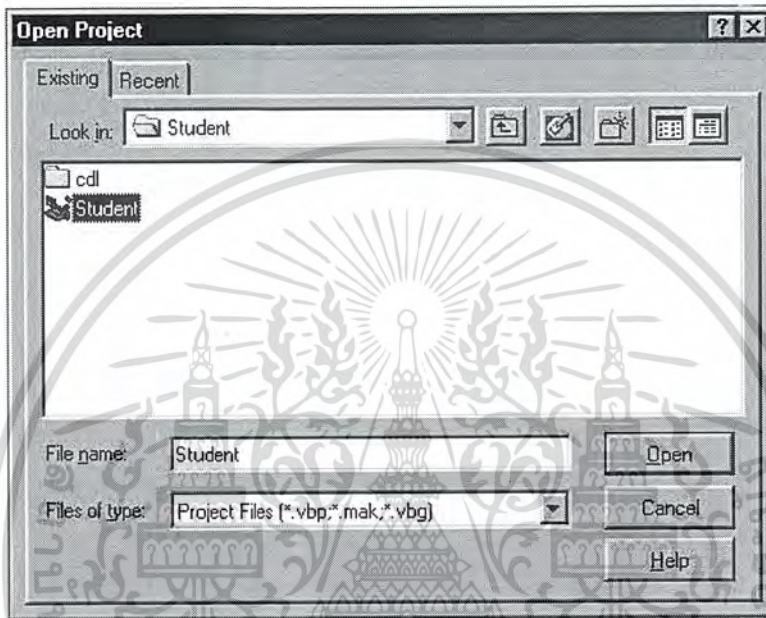 Open Project
Existing Recent
Look in: Student
cdl
Student
File name: Student Open
Files of type: Project Files (*.vbp;*.mak;*.vbg) Cancel
Help